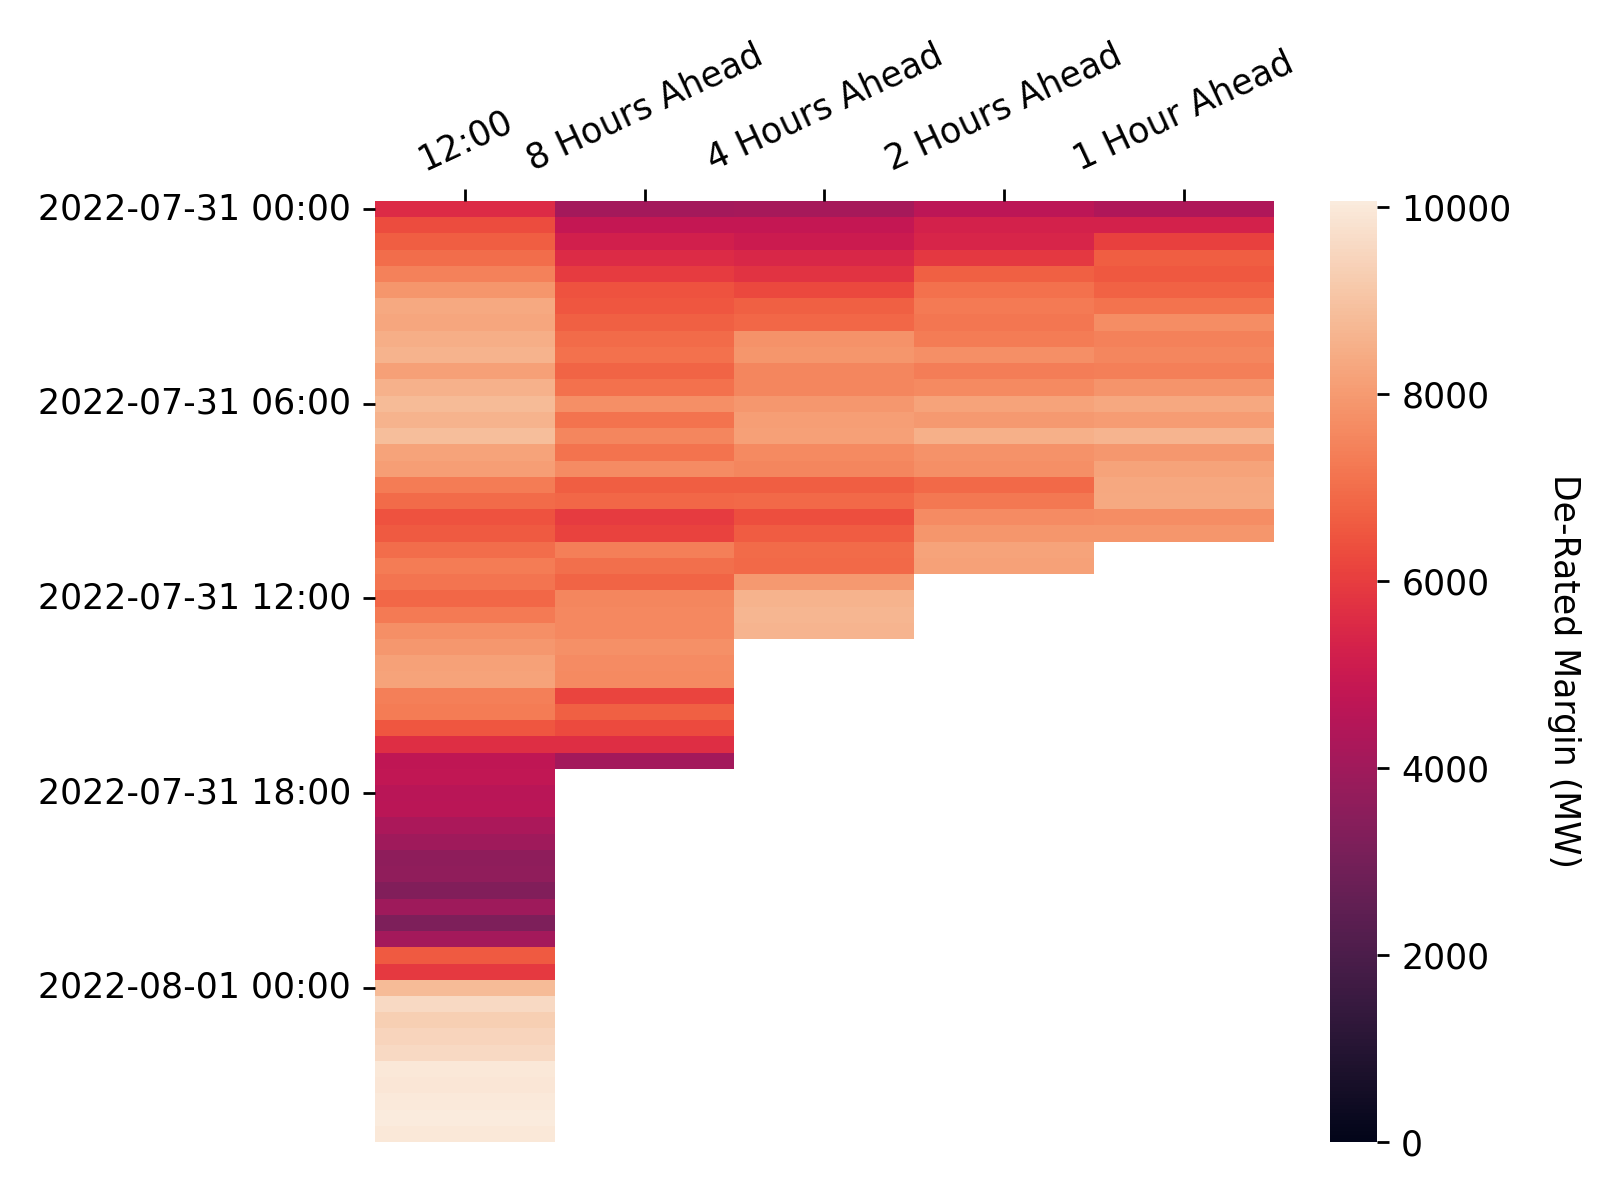 12:00
8 Hours Ahead
4 Hours Ahead
2 Hours Ahead
1 Hour Ahead
2022-07-31 00:00
2022-07-31 06:00
2022-07-31 12:00
2022-07-31 18:00
2022-08-01 00:00
10000
8000
6000
4000
2000
0
De-Rated Margin (MW)